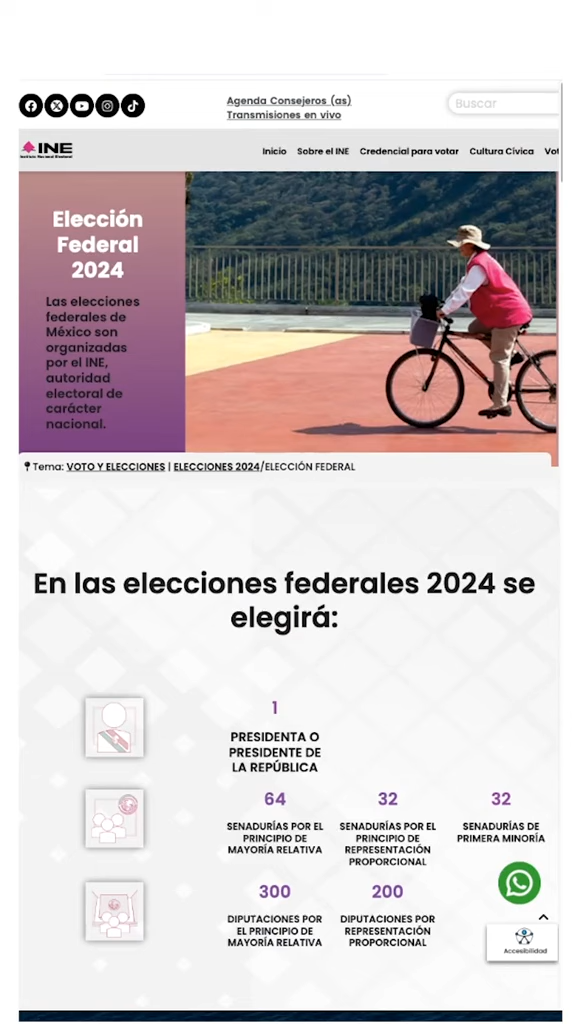 Agenda Consejeros (as)
Transmisiones en vivo
Buscar
INE
Instituto Nacional Electoral
Inicio Sobre el INE Credencial para votar Cultura Cívica Vot
Elección
Federal
2024
Las elecciones
federales de
México son
organizadas
por el INE,
autoridad
electoral de
carácter
nacional.
Tema: VOTO Y ELECCIONES | ELECCIONES 2024/ELECCIÓN FEDERAL
En las elecciones federales 2024 se
elegirá:
1
PRESIDENTA O
PRESIDENTE DE
LA REPÚBLICA
64
SENADURÍAS POR EL
PRINCIPIO DE
MAYORÍA RELATIVA
32
SENADURÍAS POR EL
PRINCIPIO DE
REPRESENTACIÓN
PROPORCIONAL
32
SENADURÍAS DE
PRIMERA MINORÍA
300
DIPUTACIONES POR
EL PRINCIPIO DE
MAYORÍA RELATIVA
200
DIPUTACIONES POR
REPRESENTACIÓN
PROPORCIONAL
Accesibilidad